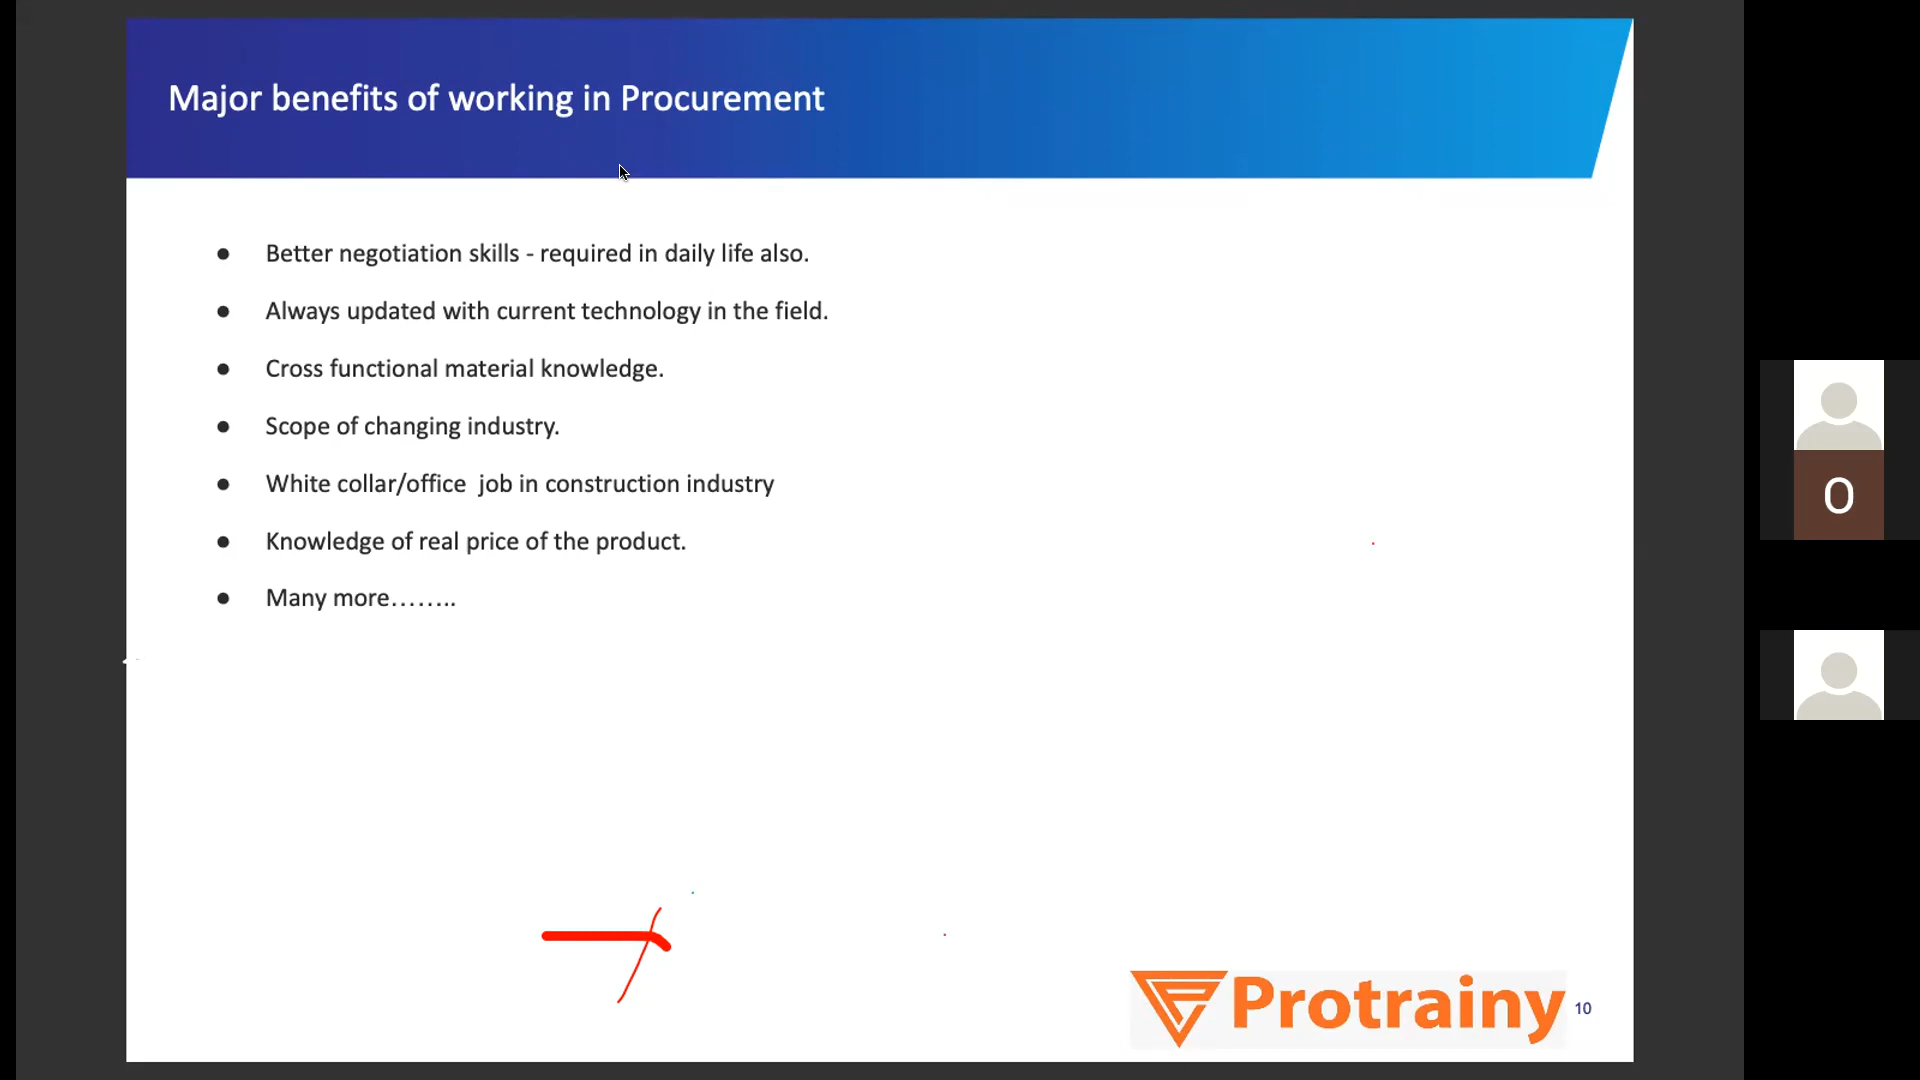 Major benefits of working in Procurement
● Better negotiation skills - required in daily life also.
● Always updated with current technology in the field.
● Cross functional material knowledge.
● Scope of changing industry.
● White collar/office  job in construction industry
● Knowledge of real price of the product.
● Many more……..
O
Protrainy
10